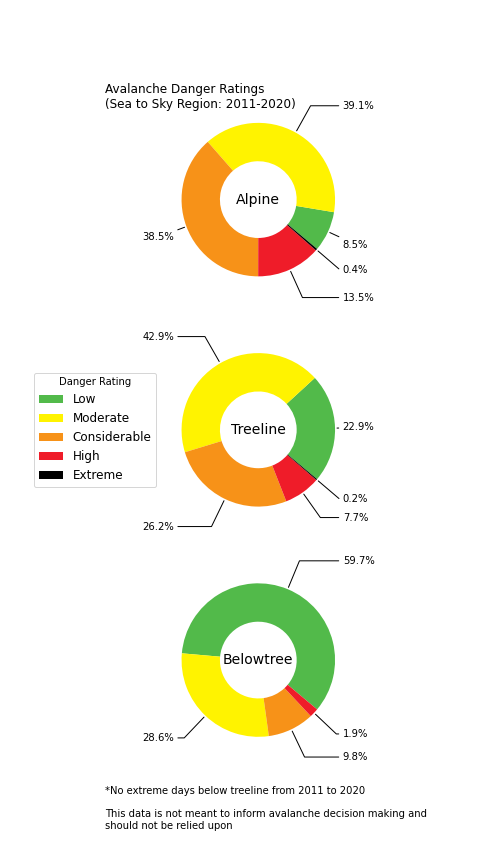 Avalanche Danger Ratings
(Sea to Sky Region: 2011-2020)
39.1%
Alpine
38.5%
8.5%
0.4%
13.5%
42.9%
Danger Rating
Low
Moderate
Considerable
High
Extreme
Treeline
22.9%
0.2%
7.7%
26.2%
59.7%
Belowtree
28.6%
1.9%
9.8%
*No extreme days below treeline from 2011 to 2020
This data is not meant to inform avalanche decision making and
should not be relied upon